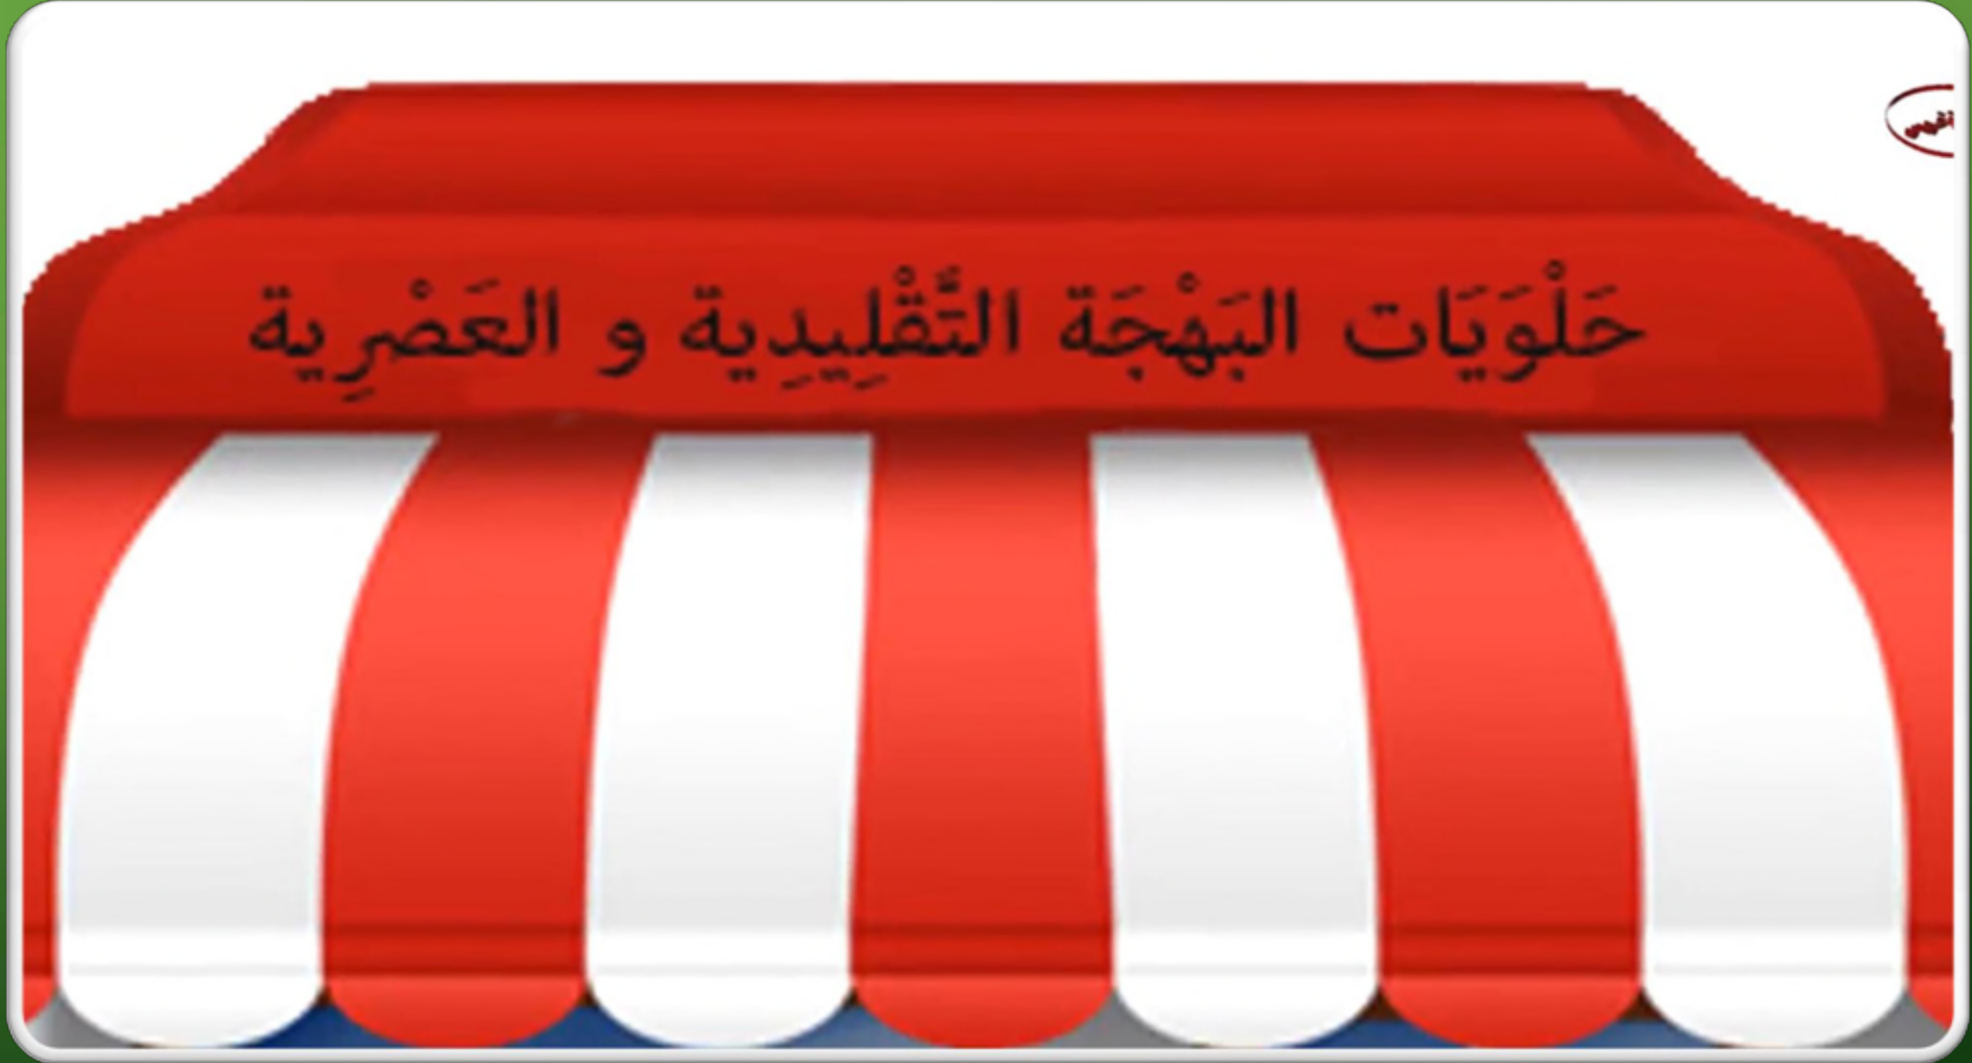 حَلْوَيَات البَهْجَة التَّقْلِيدِية و العَصْرِية